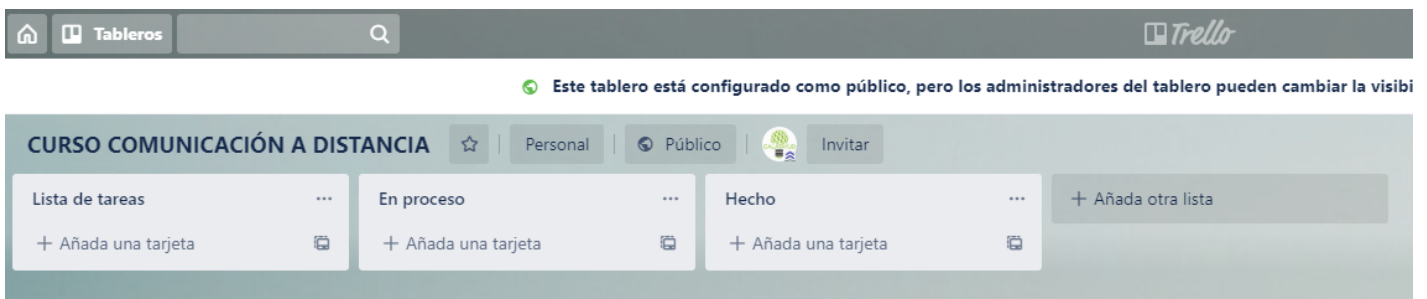 Tableros
Trello
Este tablero está configurado como público, pero los administradores del tablero pueden cambiar la visibi
CURSO COMUNICACIÓN A DISTANCIA Personal Público Invitar
Lista de tareas En proceso Hecho + Añada otra lista
+ Añada una tarjeta + Añada una tarjeta + Añada una tarjeta